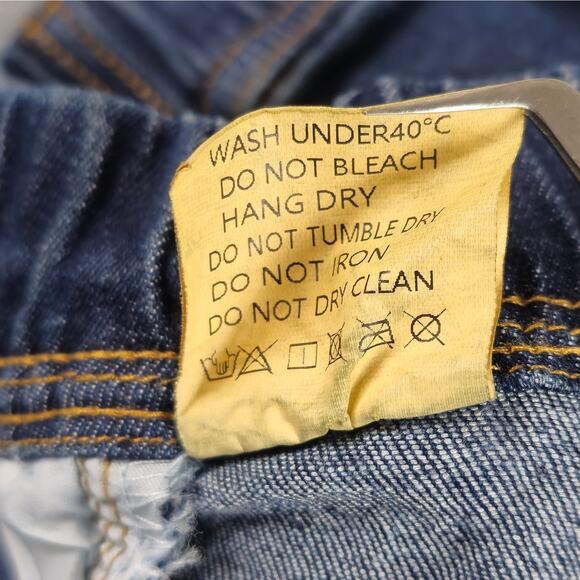 WASH UNDER40°C
DO NOT BLEACH
HANG DRY
DO NOT TUMBLE DRY
DO NOT IRON
DO NOT DRY CLEAN